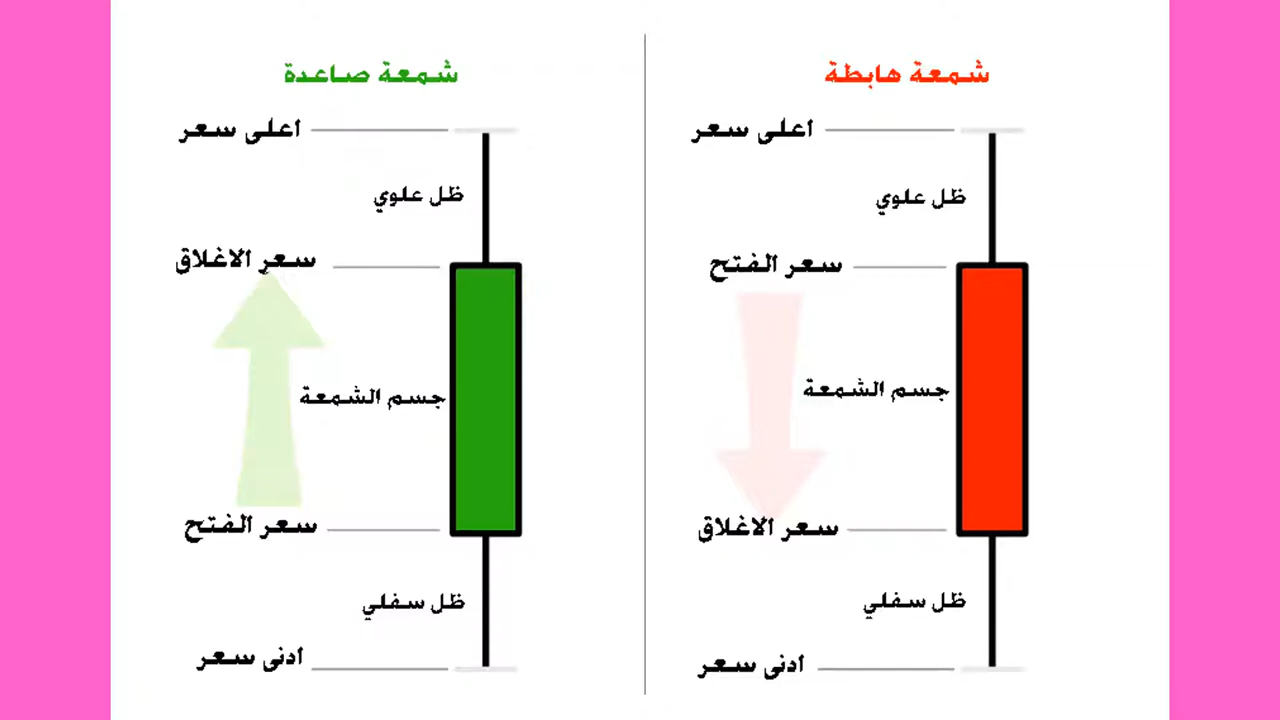 شمعة هابطة
اعلى سعر
ظل علوي
سعر الفتح
جسم الشمعة
سعر الاغلاق
ظل سفلي
ادنى سعر
شمعة صاعدة
اعلى سعر
ظل علوي
سعر الاغلاق
جسم الشمعة
سعر الفتح
ظل سفلي
ادنى سعر